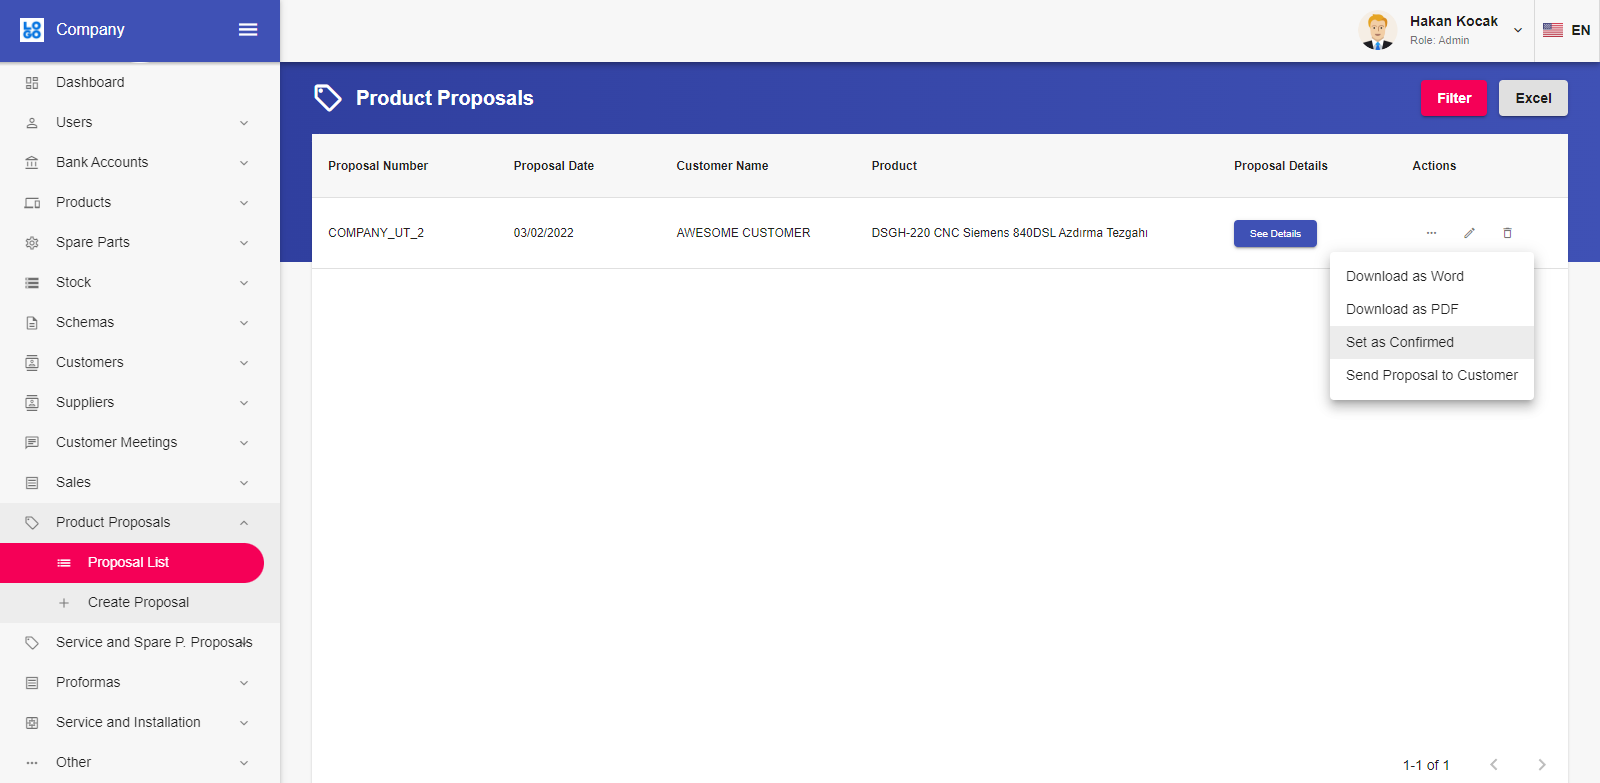 LOGO
Company
Hakan Kocak
Role: Admin
EN
Dashboard
Users
Bank Accounts
Products
Spare Parts
Stock
Schemas
Customers
Suppliers
Customer Meetings
Sales
Product Proposals
Proposal List
Create Proposal
Service and Spare P. Proposals
Proformas
Service and Installation
Other
Product Proposals
Filter
Excel
Proposal Number Proposal Date Customer Name Product Proposal Details Actions
COMPANY_UT_2 03/02/2022 AWESOME CUSTOMER DSGH-220 CNC Siemens 840DSL Azdırma Tezgahı See Details
Download as Word
Download as PDF
Set as Confirmed
Send Proposal to Customer
1-1 of 1